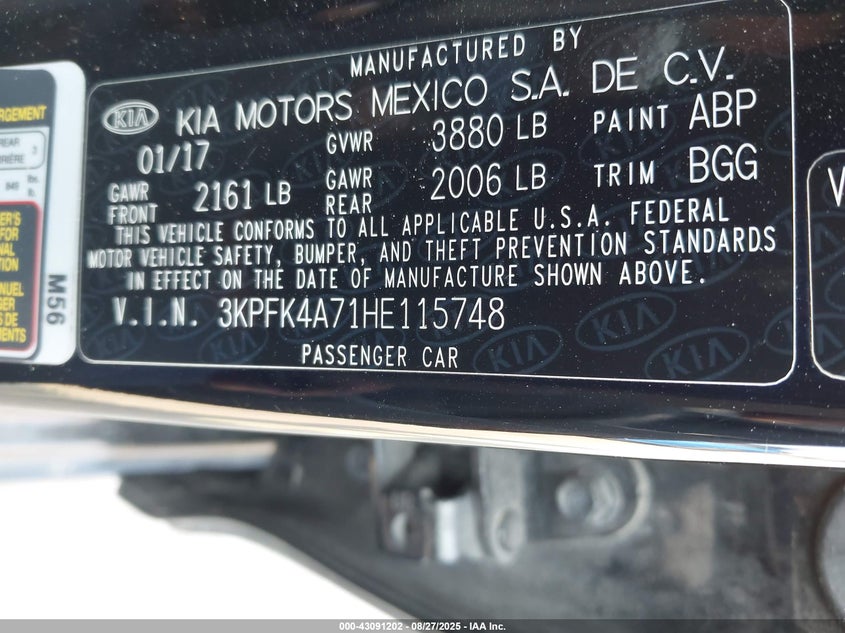 MANUFACTURED BY
KIA KIA MOTORS MEXICO S.A. DE C.V.
01/17 GVWR 3880 LB PAINT ABP
GAWR FRONT 2161 LB GAWR REAR 2006 LB TRIM BGG
THIS VEHICLE CONFORMS TO ALL APPLICABLE U.S.A. FEDERAL
MOTOR VEHICLE SAFETY, BUMPER, AND THEFT PREVENTION STANDARDS
IN EFFECT ON THE DATE OF MANUFACTURE SHOWN ABOVE.
V.I.N. 3KPFK4A71HE115748
PASSENGER CAR
REAR
3
M56
000-43091202 - 08/27/2025 - IAA Inc.